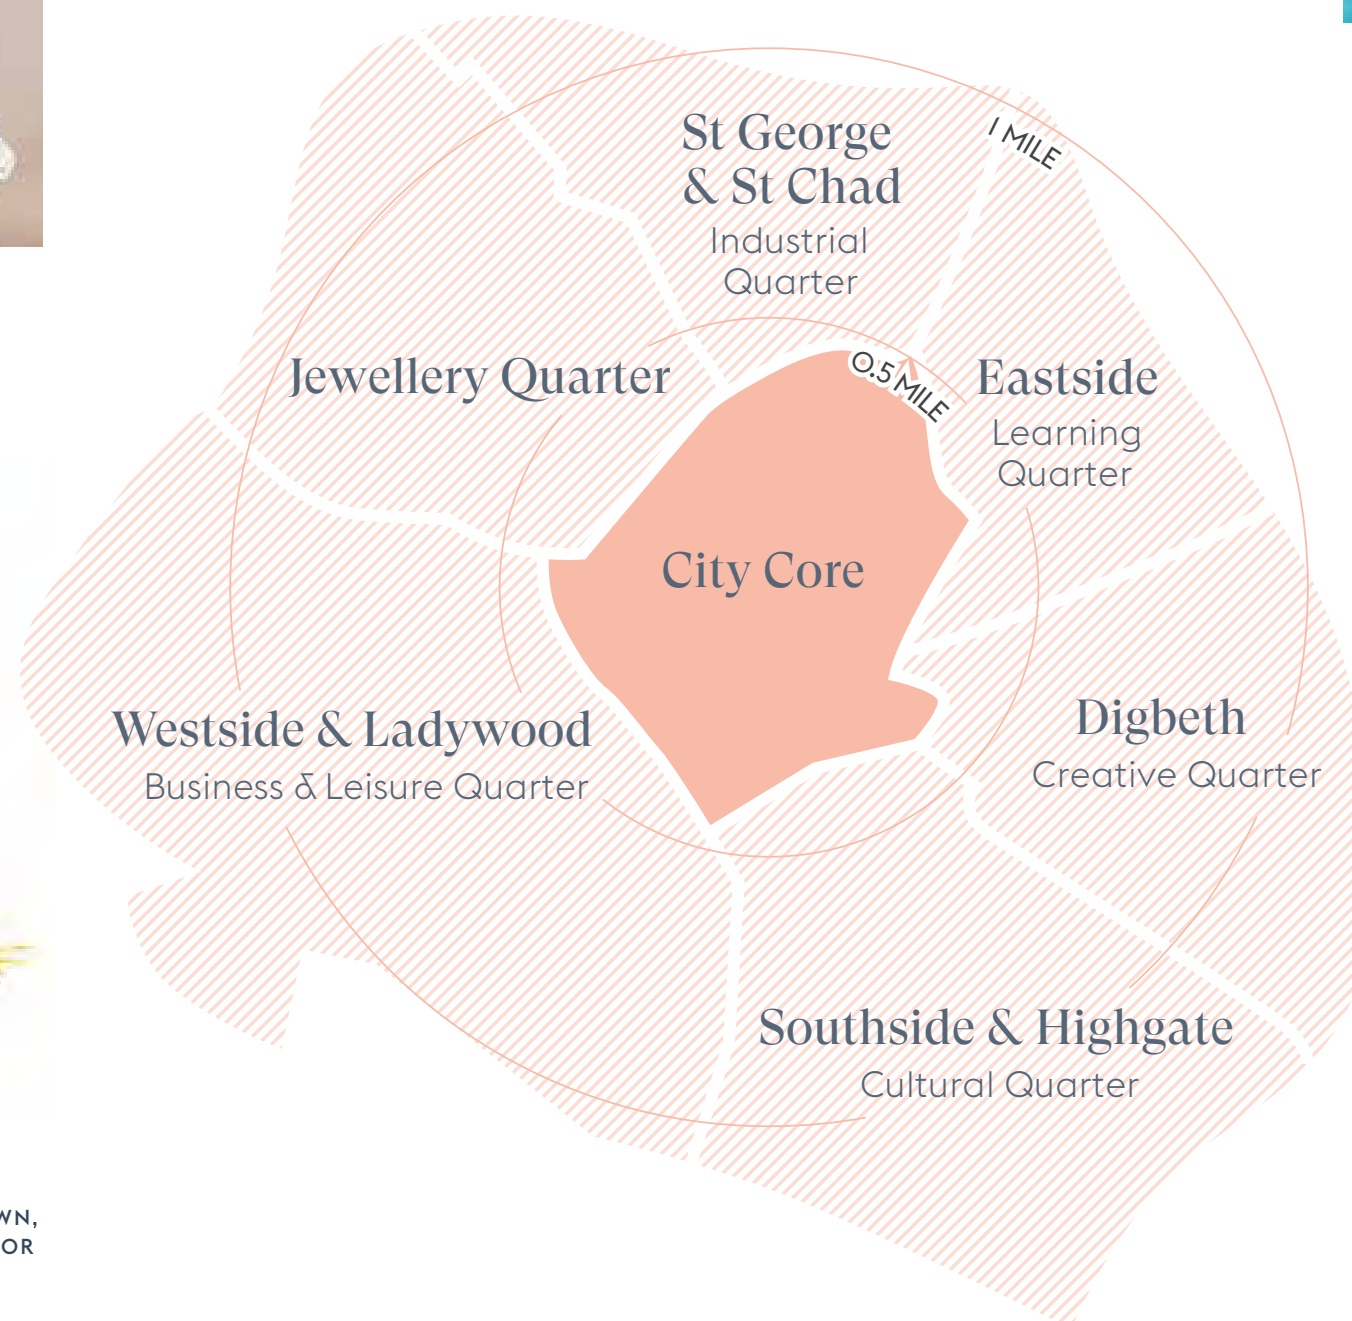 St George
& St Chad
Industrial
Quarter
1 MILE
Jewellery Quarter
0.5 MILE
Eastside
Learning
Quarter
City Core
Westside & Ladywood
Business & Leisure Quarter
Digbeth
Creative Quarter
Southside & Highgate
Cultural Quarter